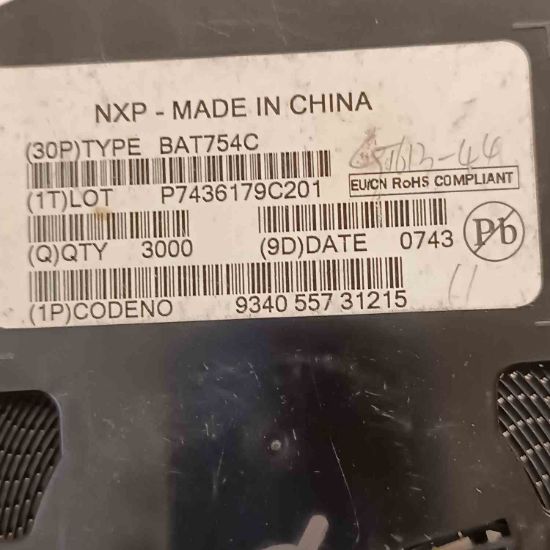 NXP - MADE IN CHINA
(30P)TYPE BAT754C
(1T)LOT P7436179C201
EU/CN RoHS COMPLIANT
(Q)QTY 3000 (9D)DATE 0743
Pb
(1P)CODENO 9340 557 31215
11